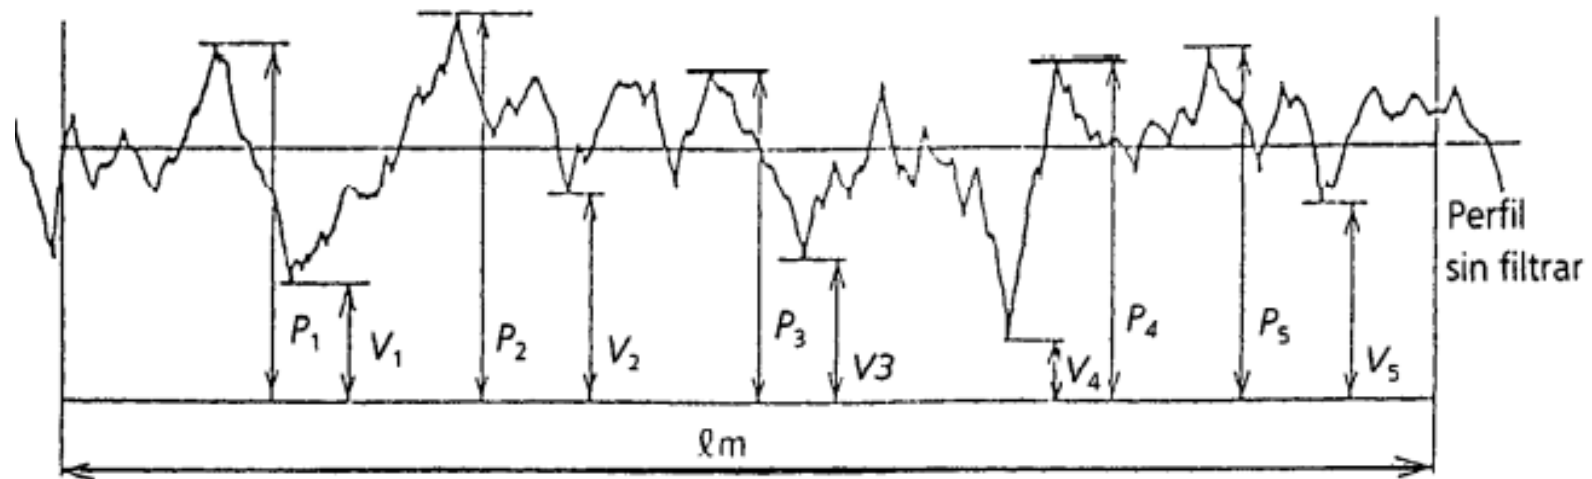 P₁
V₁
P₂
V₂
P₃
V3
V₄
P₄
P₅
V₅
Perfil
sin filtrar
ℓm